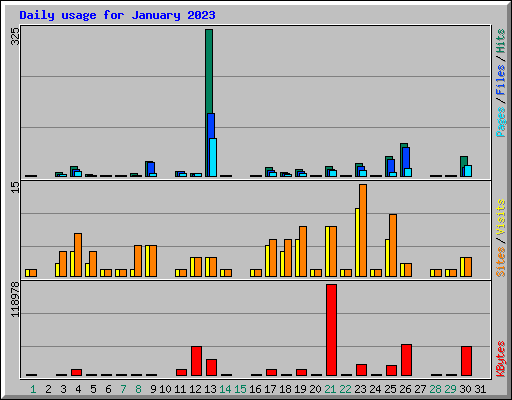 Daily usage for January 2023
325
Pages / Files / Hits
15
Sites / Visits
118978
KBytes
1 2 3 4 5 6 7 8 9 10 11 12 13 14 15 16 17 18 19 20 21 22 23 24 25 26 27 28 29 30 31